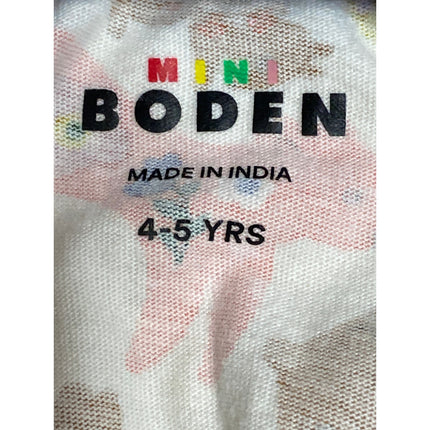 MINI
BODEN
MADE IN INDIA
4-5 YRS